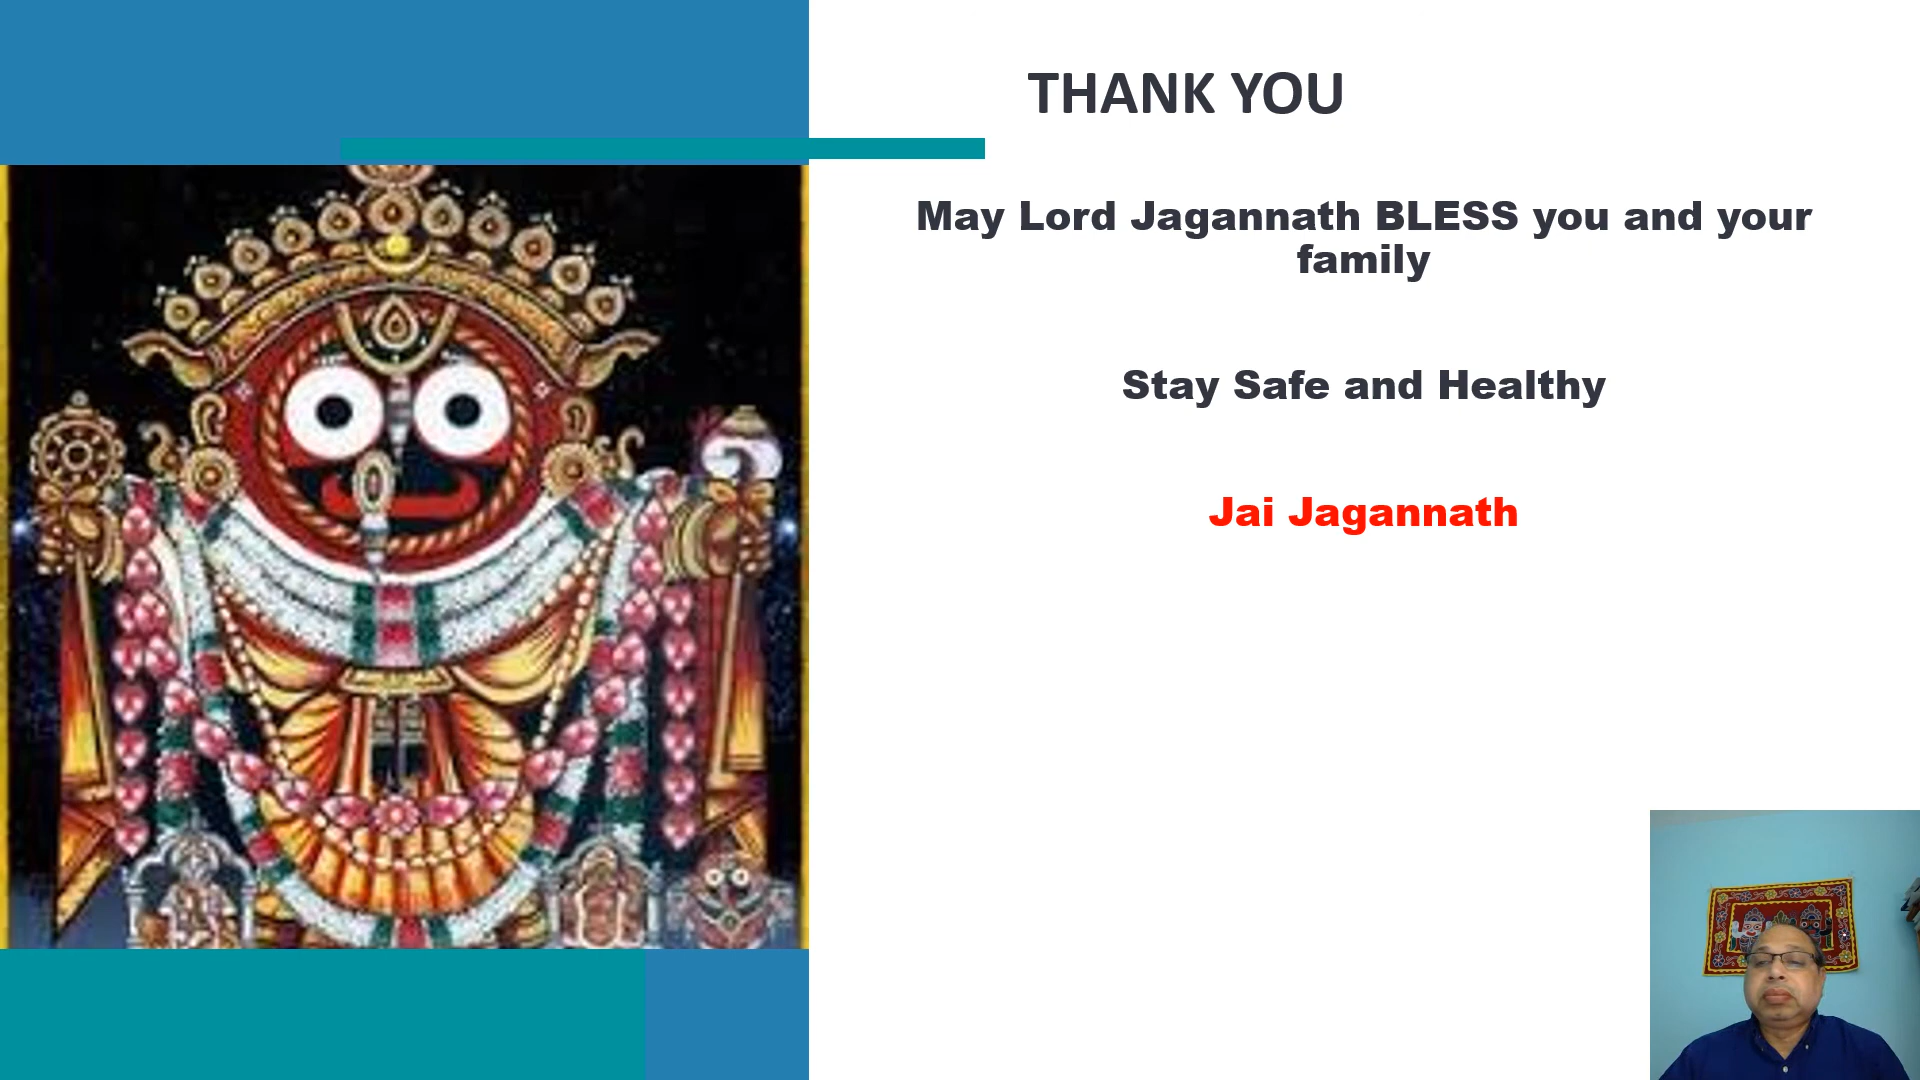 THANK YOU
May Lord Jagannath BLESS you and your
family
Stay Safe and Healthy
Jai Jagannath